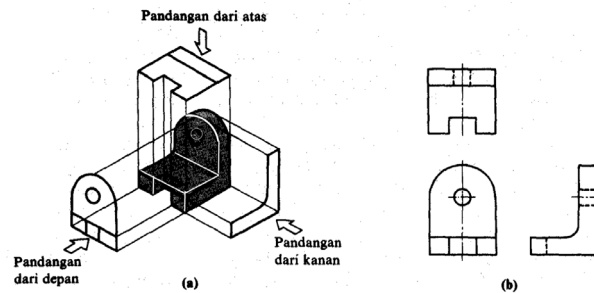 Pandangan dari atas
Pandangan
dari depan
Pandangan
dari kanan
(a)
(b)